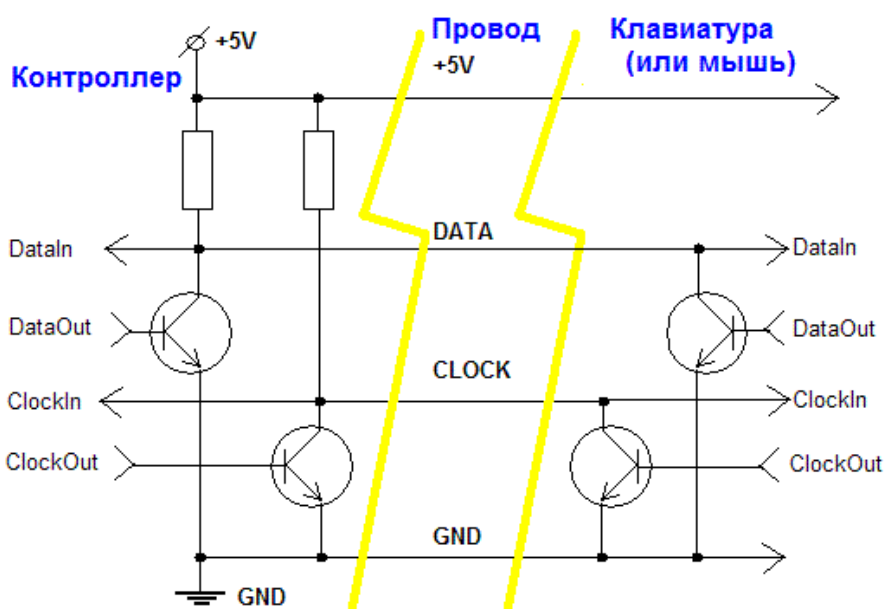 +5V
Контроллер
Провод
+5V
Клавиатура
(или мышь)
DATA
DataIn
DataIn
DataOut
DataOut
CLOCK
ClockIn
ClockIn
ClockOut
ClockOut
GND
GND